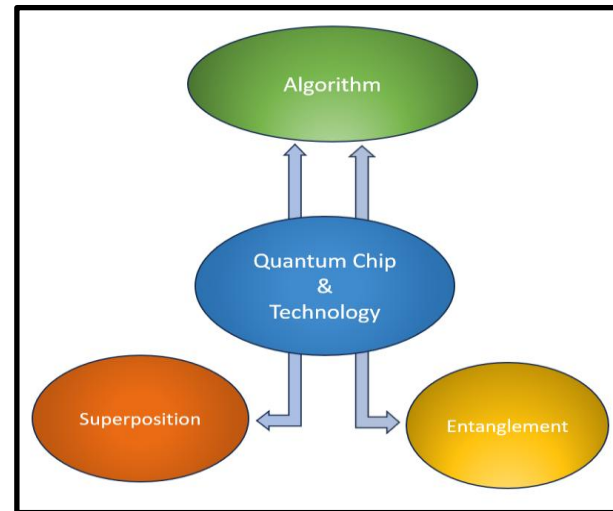 Algorithm
Quantum Chip
&
Technology
Superposition
Entanglement